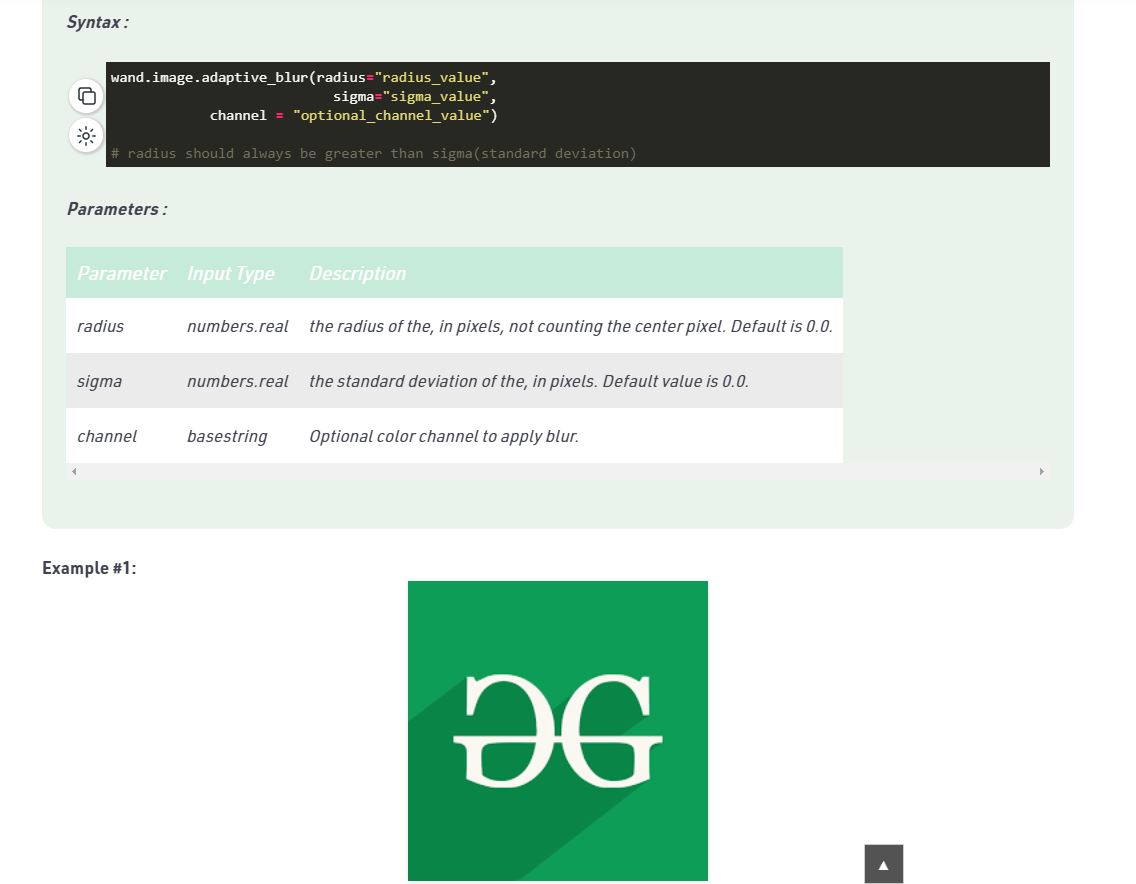 Syntax :
wand.image.adaptive_blur(radius="radius_value",
sigma="sigma_value",
channel = "optional_channel_value")
# radius should always be greater than sigma(standard deviation)
Parameters :
Parameter Input Type Description
radius numbers.real the radius of the, in pixels, not counting the center pixel. Default is 0.0.
sigma numbers.real the standard deviation of the, in pixels. Default value is 0.0.
channel basestring Optional color channel to apply blur.
Example #1: